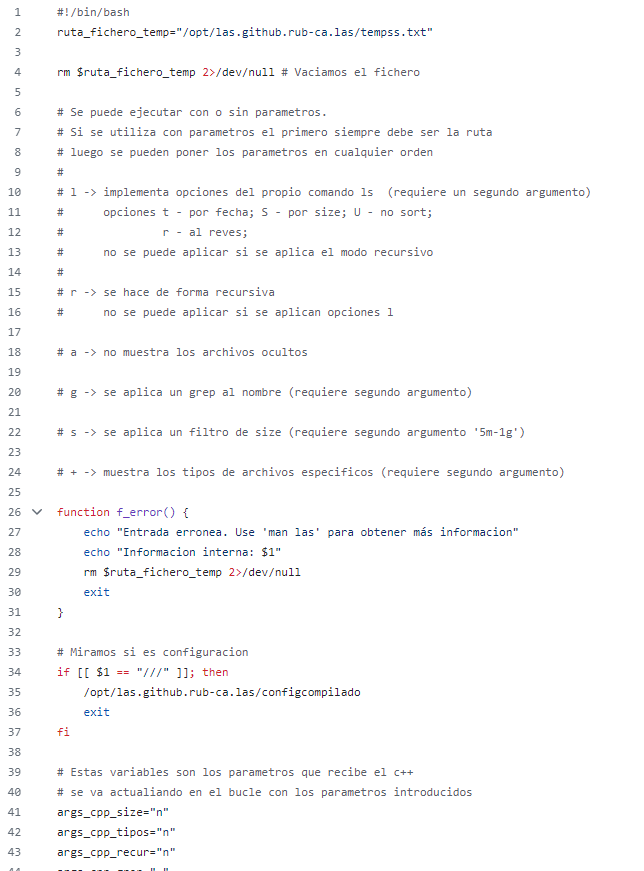 1 #!/bin/bash
2 ruta_fichero_temp="/opt/las.github.rub-ca.las/tempss.txt"
3
4 rm $ruta_fichero_temp 2>/dev/null # Vaciamos el fichero
5
6 # Se puede ejecutar con o sin parametros.
7 # Si se utiliza con parametros el primero siempre debe ser la ruta
8 # luego se pueden poner los parametros en cualquier orden
9 #
10 # l -> implementa opciones del propio comando ls  (requiere un segundo argumento)
11 #      opciones t - por fecha; S - por size; U - no sort;
12 #               r - al reves;
13 #      no se puede aplicar si se aplica el modo recursivo
14 #
15 # r -> se hace de forma recursiva
16 #      no se puede aplicar si se aplican opciones l
17
18 # a -> no muestra los archivos ocultos
19
20 # g -> se aplica un grep al nombre (requiere segundo argumento)
21
22 # s -> se aplica un filtro de size (requiere segundo argumento '5m-1g')
23
24 # + -> muestra los tipos de archivos especificos (requiere segundo argumento)
25
26 function f_error() {
27     echo "Entrada erronea. Use 'man las' para obtener más informacion"
28     echo "Informacion interna: $1"
29     rm $ruta_fichero_temp 2>/dev/null
30     exit
31 }
32
33 # Miramos si es configuracion
34 if [[ $1 == "///" ]]; then
35     /opt/las.github.rub-ca.las/configcompilado
36     exit
37 fi
38
39 # Estas variables son los parametros que recibe el c++
40 # se va actualiando en el bucle con los parametros introducidos
41 args_cpp_size="n"
42 args_cpp_tipos="n"
43 args_cpp_recur="n"